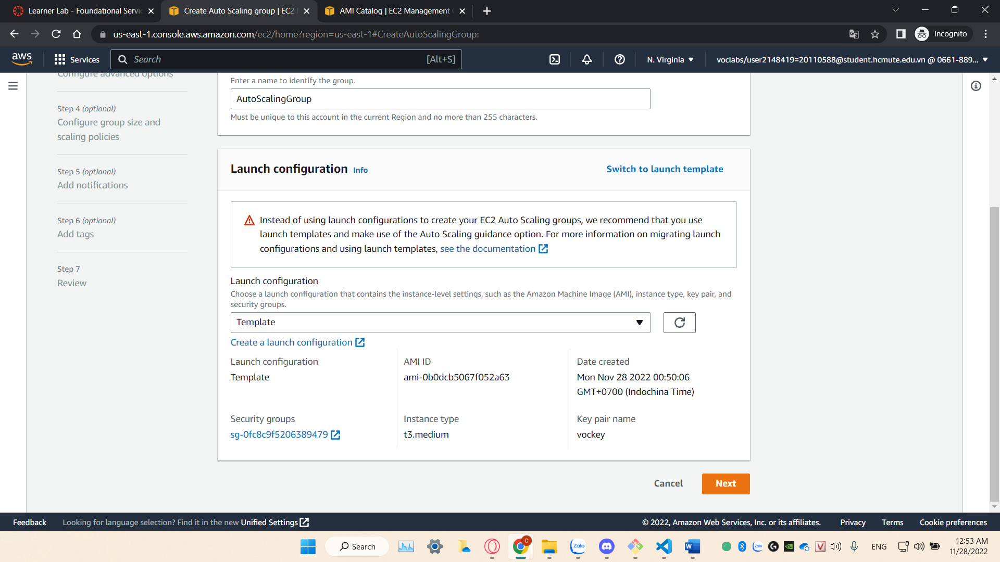 Learner Lab - Foundational Servic
Create Auto Scaling group | EC2
AMI Catalog | EC2 Management
us-east-1.console.aws.amazon.com/ec2/home?region=us-east-1#CreateAutoScalingGroup:
Incognito
aws
Services
Search
[Alt+S]
N. Virginia
voclabs/user2148419=20110588@student.hcmute.edu.vn @ 0661-889...
Configure advanced options
Step 4 (optional)
Configure group size and
scaling policies
Step 5 (optional)
Add notifications
Step 6 (optional)
Add tags
Step 7
Review
Enter a name to identify the group.
AutoScalingGroup
Must be unique to this account in the current Region and no more than 255 characters.
Launch configuration Info
Switch to launch template
Instead of using launch configurations to create your EC2 Auto Scaling groups, we recommend that you use
launch templates and make use of the Auto Scaling guidance option. For more information on migrating launch
configurations and using launch templates, see the documentation
Launch configuration
Choose a launch configuration that contains the instance-level settings, such as the Amazon Machine Image (AMI), instance type, key pair, and
security groups.
Template
Create a launch configuration
Launch configuration
Template
AMI ID
ami-0b0dcb5067f052a63
Date created
Mon Nov 28 2022 00:50:06
GMT+0700 (Indochina Time)
Security groups
sg-0fc8c9f5206389479
Instance type
t3.medium
Key pair name
vockey
Cancel
Next
Feedback
Looking for language selection? Find it in the new Unified Settings
© 2022, Amazon Web Services, Inc. or its affiliates.
Privacy
Terms
Cookie preferences
Search
C
Zalo
W
Zalo
V
ENG
12:53 AM
11/28/2022